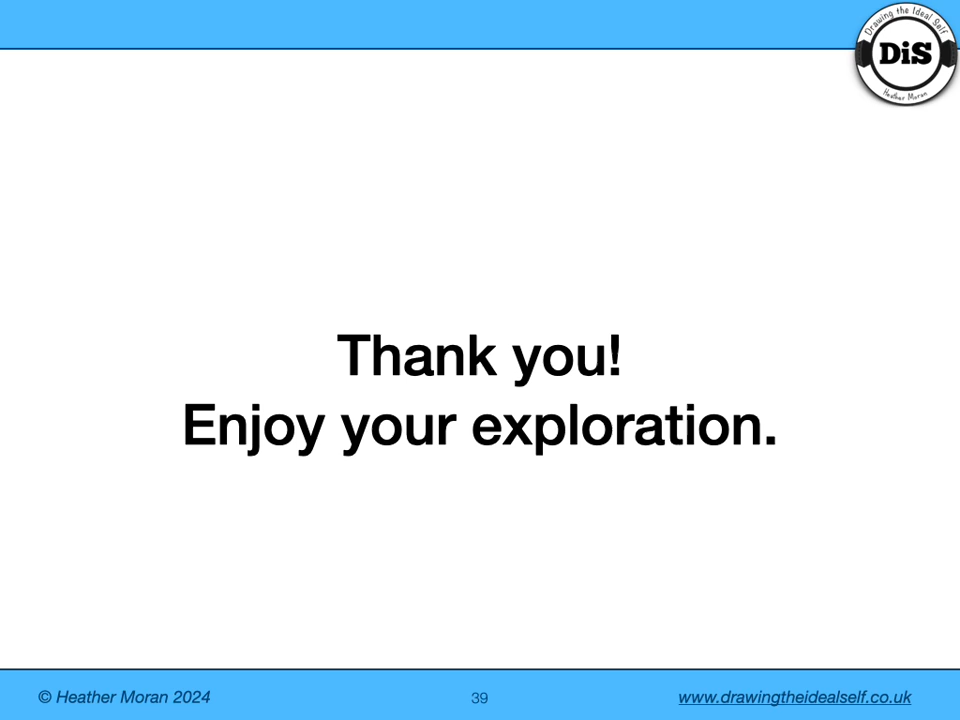 Drawing the Ideal Self
DiS
Heather Moran
Thank you!
Enjoy your exploration.
© Heather Moran 2024
39
www.drawingtheidealself.co.uk